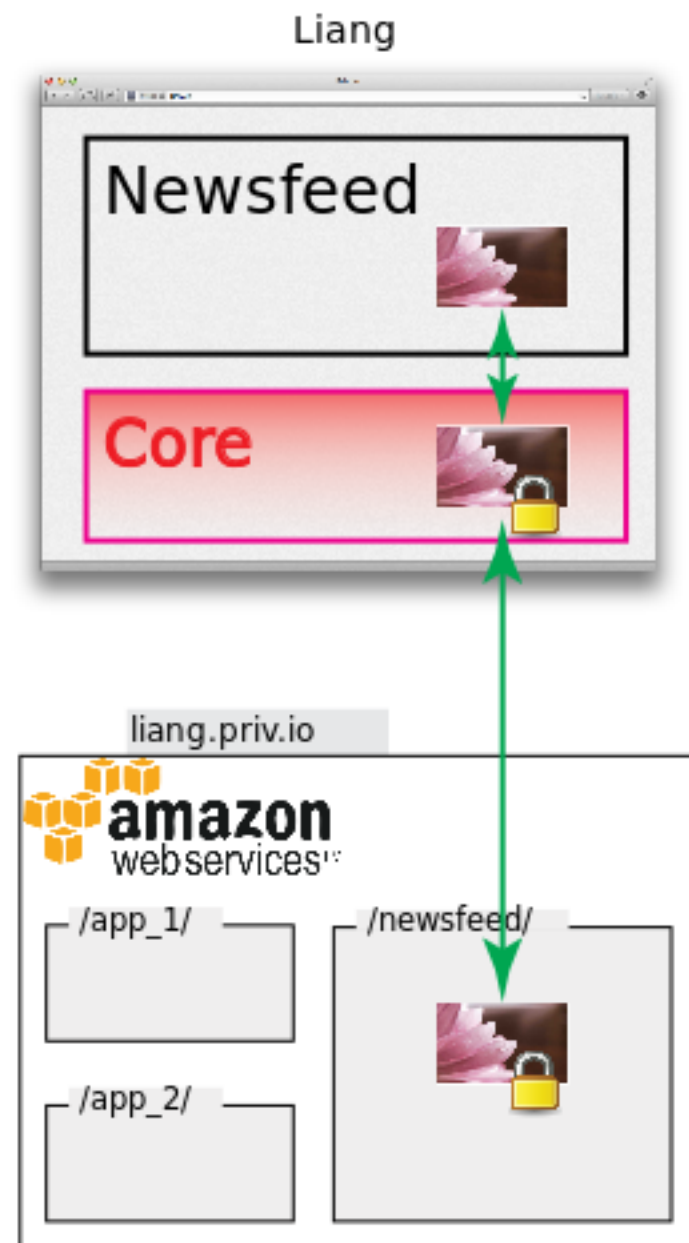 Liang
Newsfeed
Core
liang.priv.io
amazon
webservices
/app_1/
/newsfeed/
/app_2/